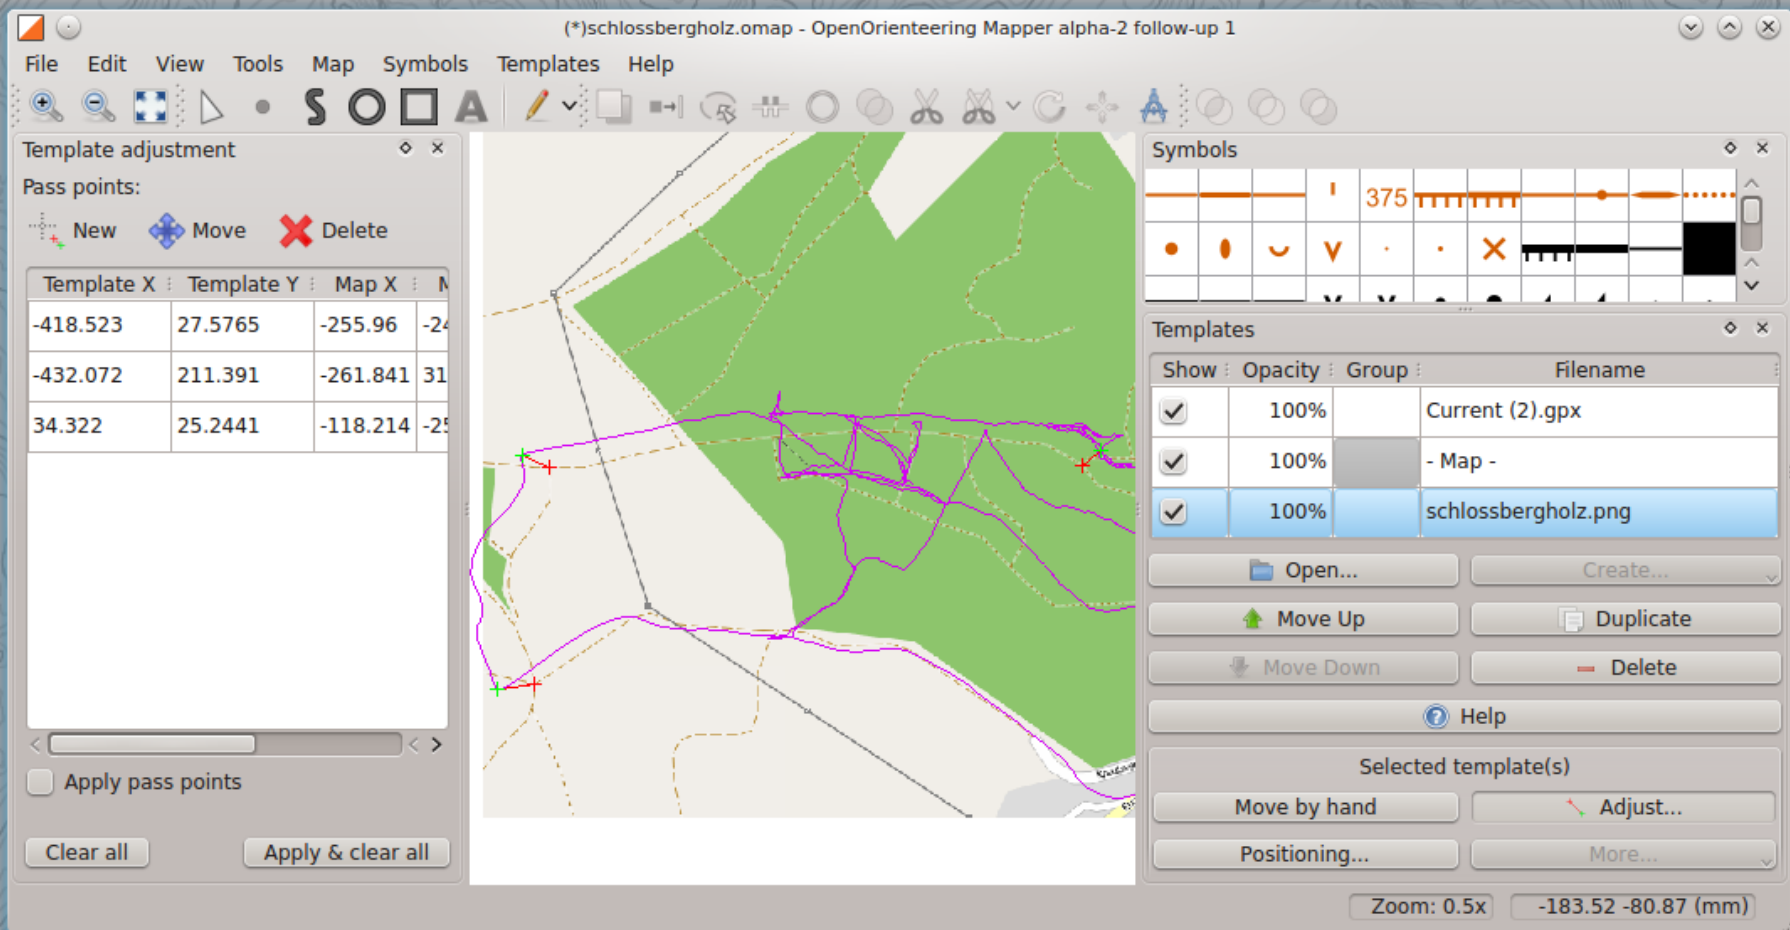 (*)schlossbergholz.omap - OpenOrienteering Mapper alpha-2 follow-up 1
File Edit View Tools Map Symbols Templates Help
Template adjustment
Pass points:
New Move Delete
Template X Template Y Map X
-418.523 27.5765 -255.96 -24
-432.072 211.391 -261.841 31
34.322 25.2441 -118.214 -25
Apply pass points
Clear all Apply & clear all
Symbols
375
Templates
Show Opacity Group Filename
100% Current (2).gpx
100% - Map -
100% schlossbergholz.png
Open... Create...
Move Up Duplicate
Move Down Delete
Help
Selected template(s)
Move by hand Adjust...
Positioning... More...
Zoom: 0.5x -183.52 -80.87 (mm)